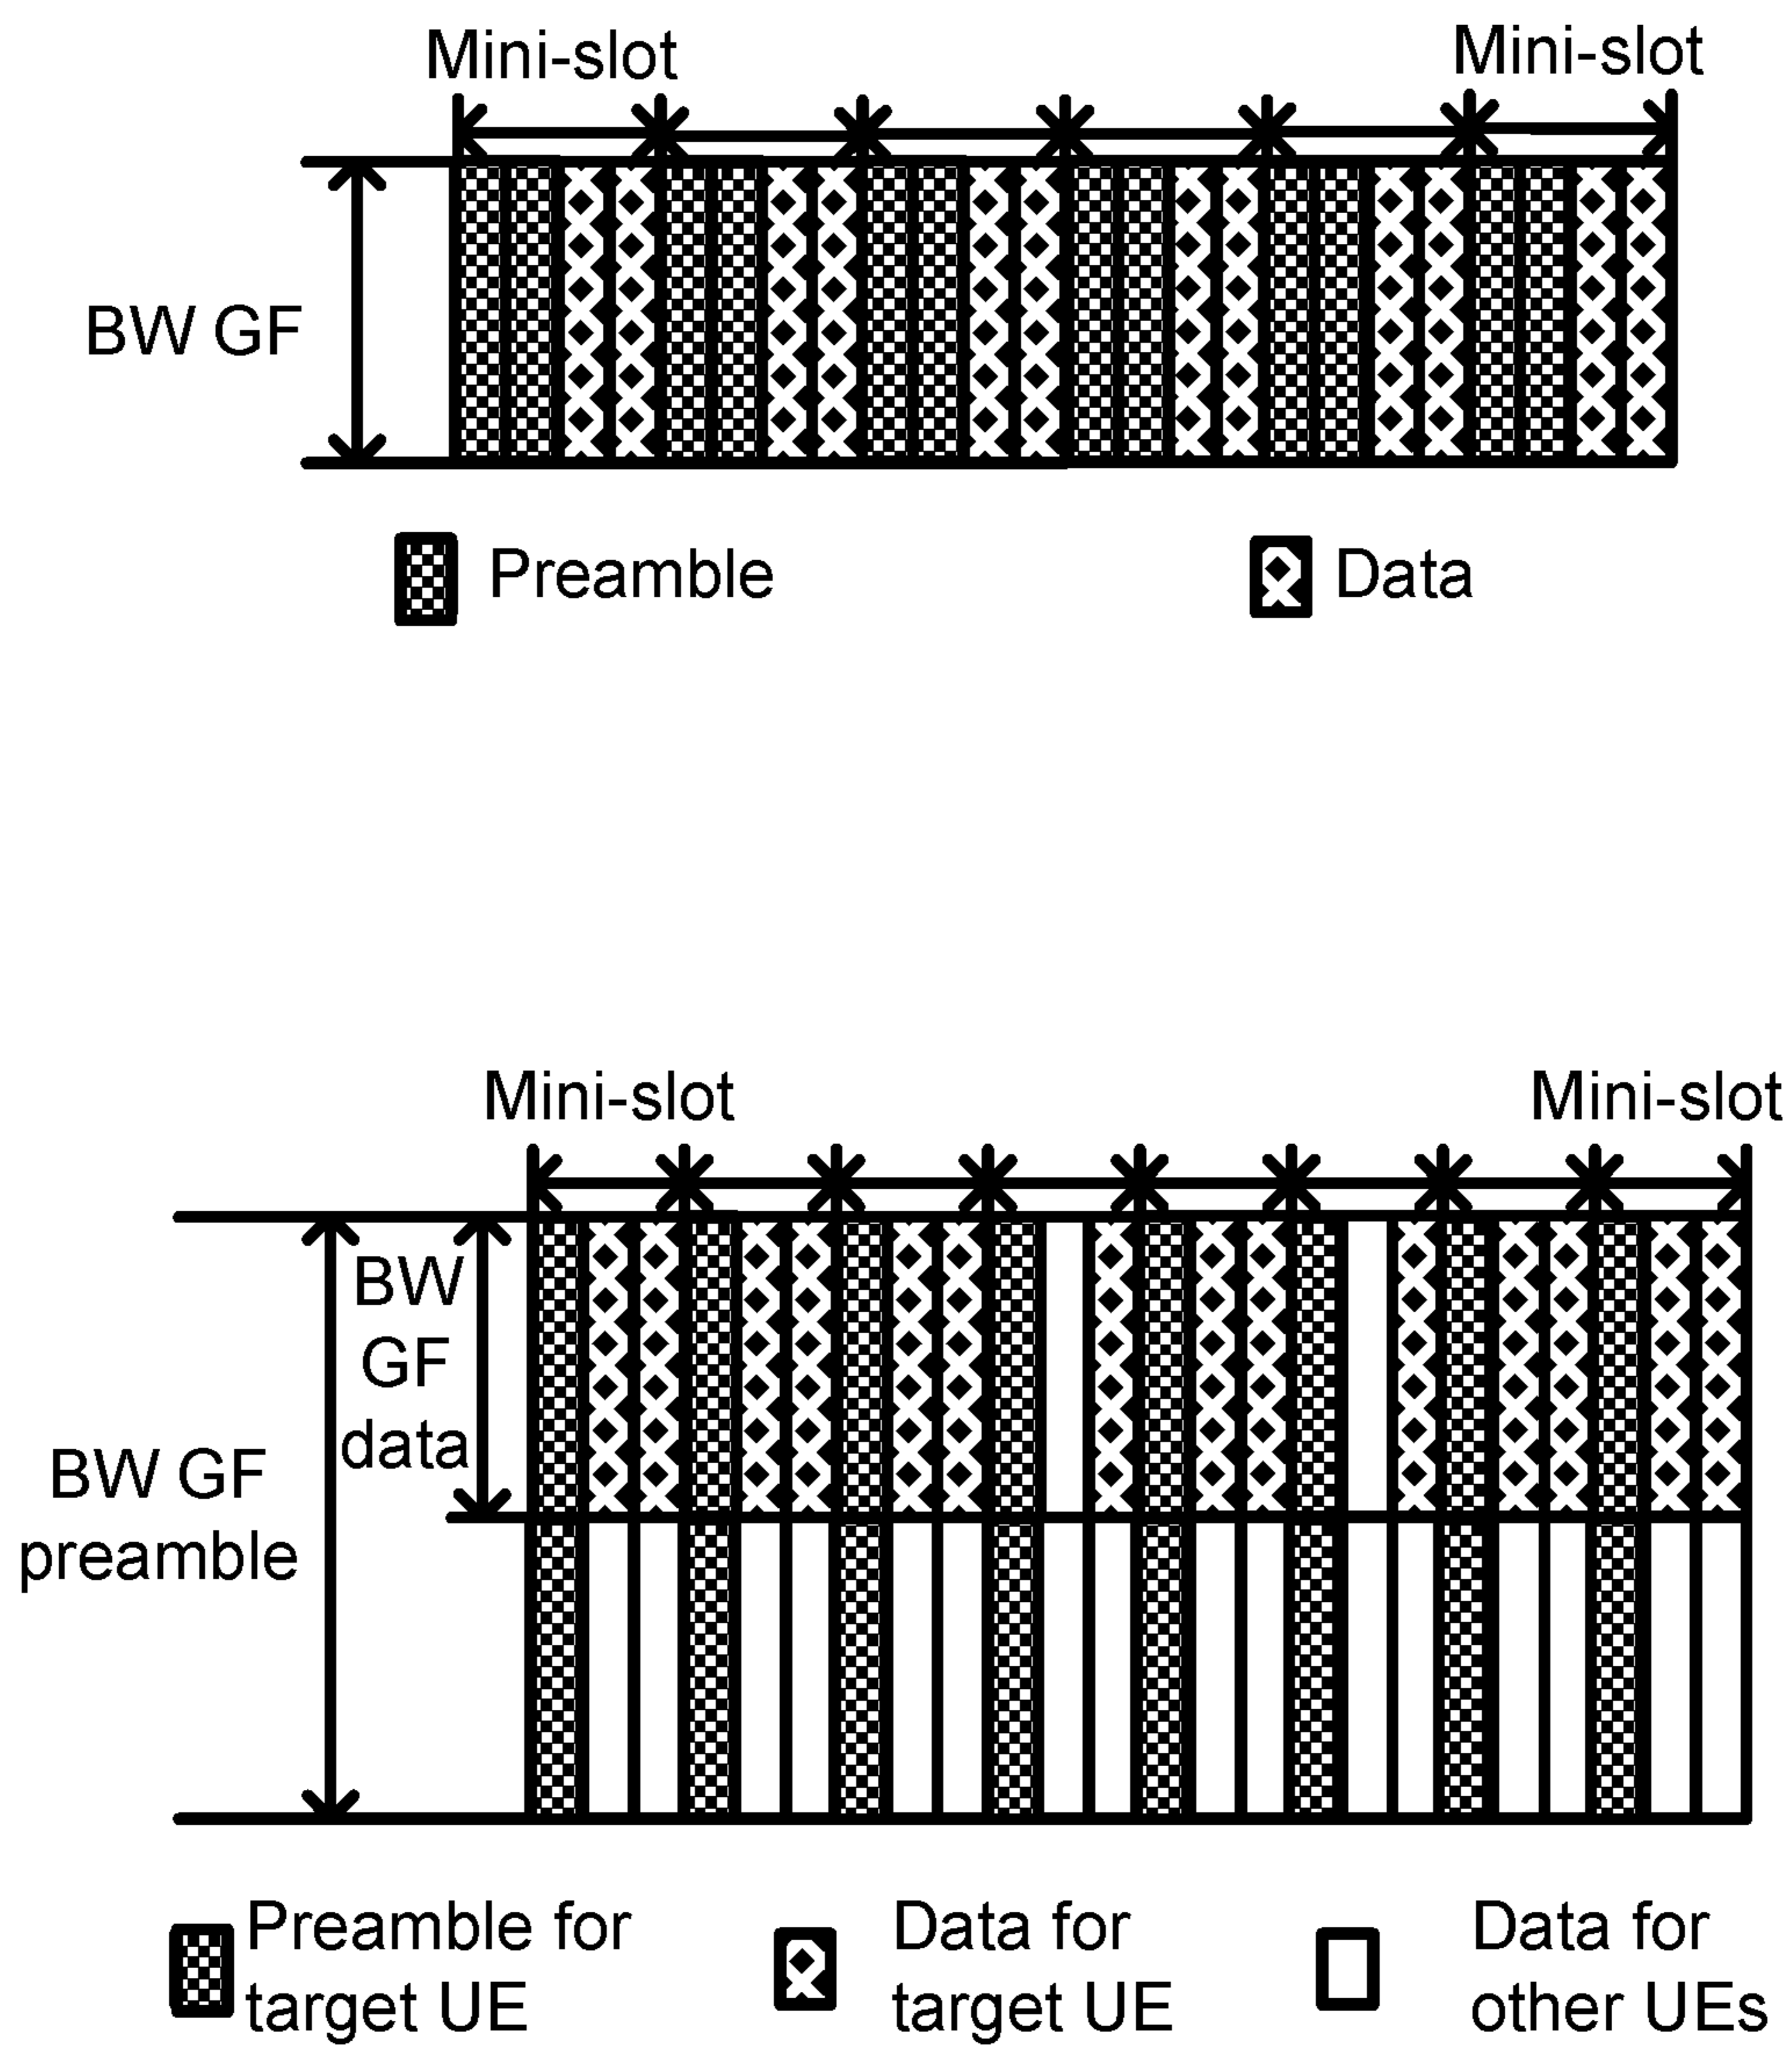 Mini-slot
Mini-slot
BW GF
Preamble
Data
Mini-slot
Mini-slot
BW
GF
data
BW GF
preamble
Preamble for
target UE
Data for
target UE
Data for
other UEs